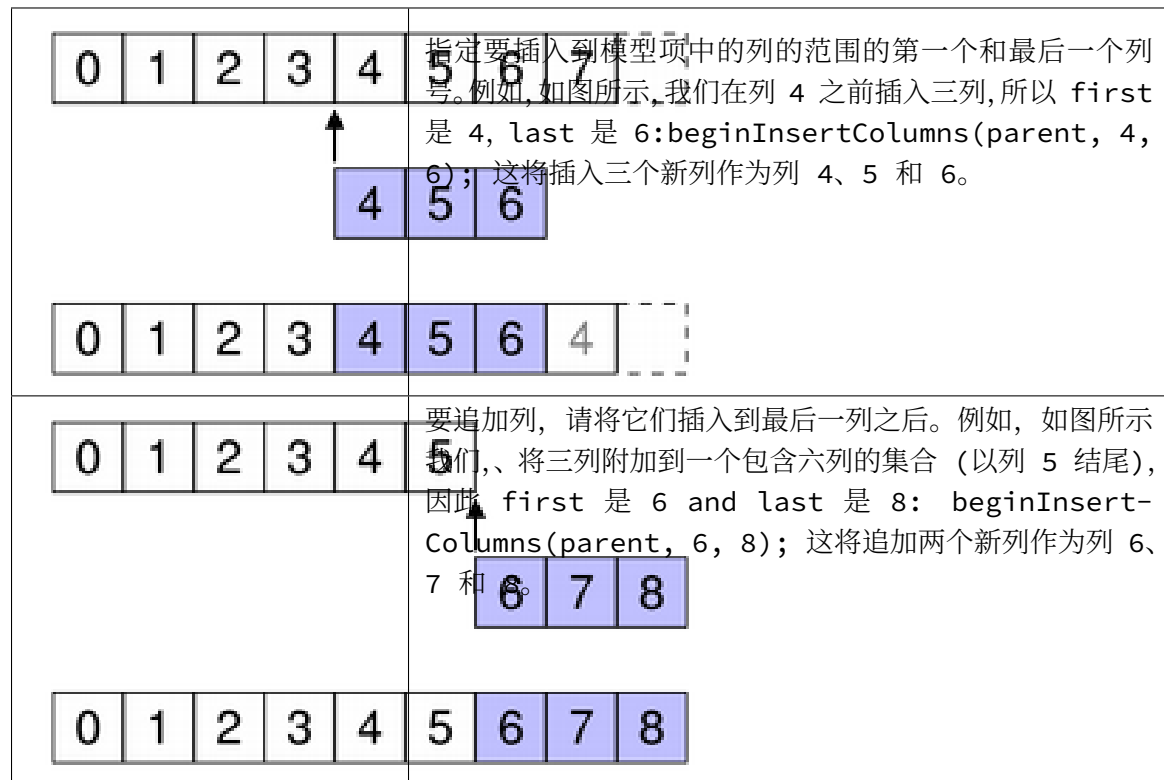 0 1 2 3 4 5 6 7
指定要插入到模型项中的列的范围的第一个和最后一个列
号。例如,如图所示,我们在列 4 之前插入三列,所以 first
是 4, last 是 6:beginInsertColumns(parent, 4,
6); 这将插入三个新列作为列 4、5 和 6。
4 5 6
0 1 2 3 4 5 6 4
要追加列, 请将它们插入到最后一列之后。例如, 如图所示
我们,、将三列附加到一个包含六列的集合 (以列 5 结尾),
因此 first 是 6 and last 是 8: beginInsert-
Columns(parent, 6, 8); 这将追加两个新列作为列 6、
7 和 8。
0 1 2 3 4 5
6 7 8
0 1 2 3 4 5 6 7 8